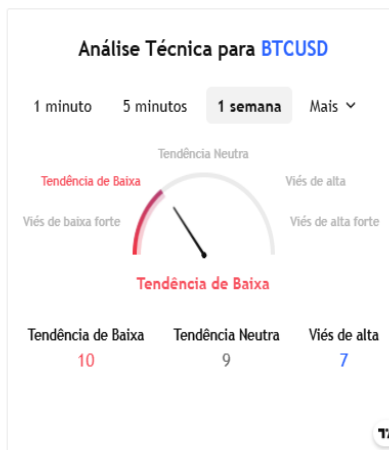 Análise Técnica para BTCUSD
1 minuto 5 minutos 1 semana Mais
Tendência Neutra
Tendência de Baixa Viés de alta
Viés de baixa forte Viés de alta forte
Tendência de Baixa
Tendência de Baixa Tendência Neutra Viés de alta
10 9 7